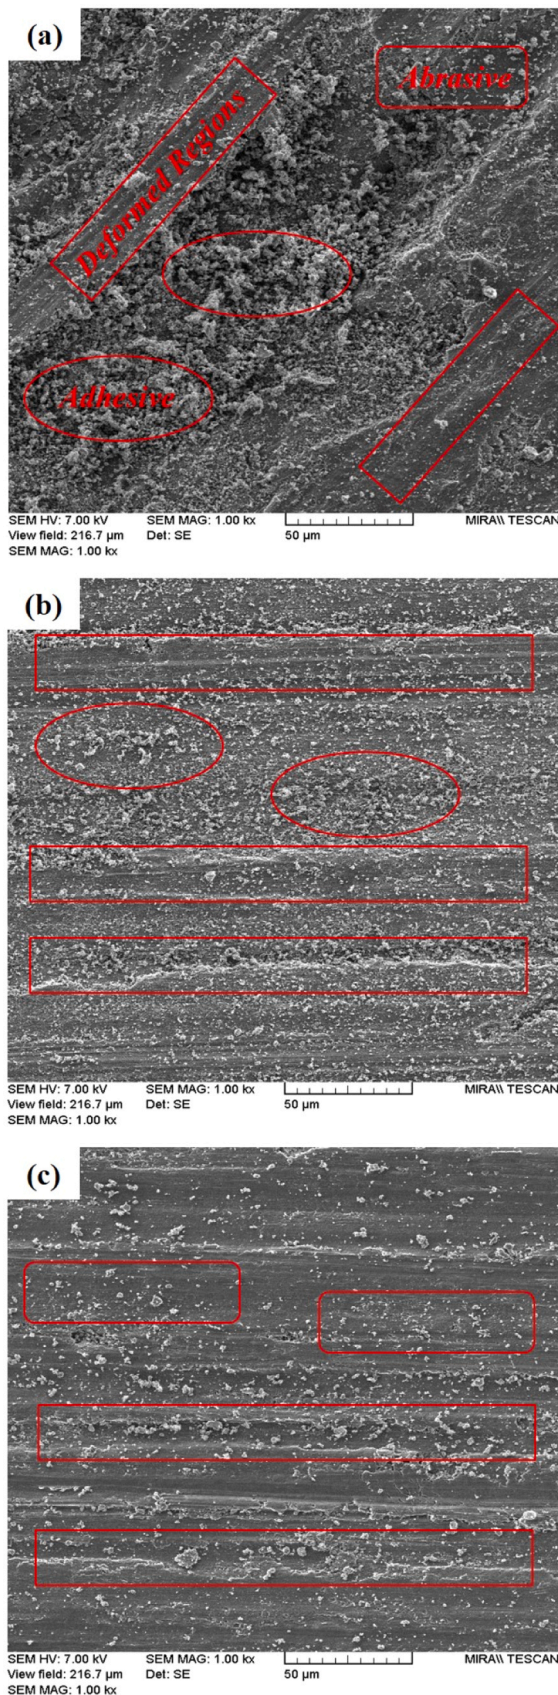 (a)
Abrasive
Deformed Regions
Adhesive
SEM HV: 7.00 kV SEM MAG: 1.00 kx MIRA\\ TESCAN
View field: 216.7 µm Det: SE 50 µm
SEM MAG: 1.00 kx
(b)
SEM HV: 7.00 kV SEM MAG: 1.00 kx MIRA\\ TESCAN
View field: 216.7 µm Det: SE 50 µm
SEM MAG: 1.00 kx
(c)
SEM HV: 7.00 kV SEM MAG: 1.00 kx MIRA\\ TESCAN
View field: 216.7 µm Det: SE 50 µm
SEM MAG: 1.00 kx